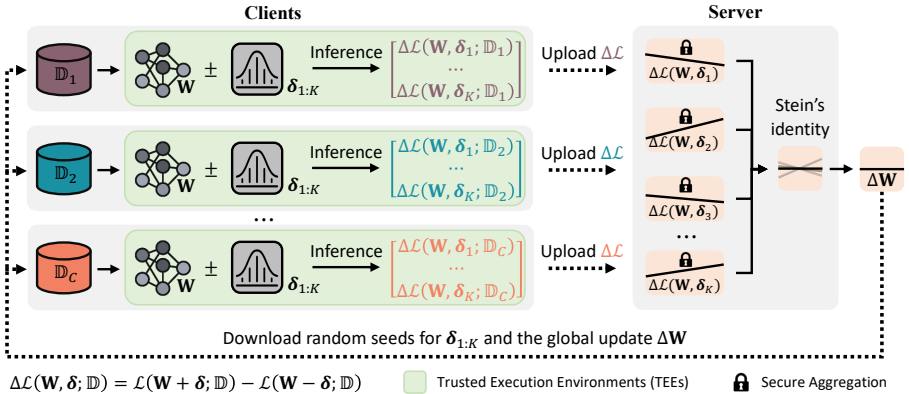 Clients
Server
𝔻₁
W
±
δ₁:K
Inference
Δℒ(W, δ₁; 𝔻₁)
...
Δℒ(W, δK; 𝔻₁)
Upload Δℒ
𝔻₂
W
±
δ₁:K
Inference
Δℒ(W, δ₁; 𝔻₂)
...
Δℒ(W, δK; 𝔻₂)
Upload Δℒ
...
𝔻C
W
±
δ₁:K
Inference
Δℒ(W, δ₁; 𝔻C)
...
Δℒ(W, δK; 𝔻C)
Upload Δℒ
Δℒ(W, δ₁)
Δℒ(W, δ₂)
Δℒ(W, δ₃)
...
Δℒ(W, δK)
Stein's
identity
ΔW
Download random seeds for δ₁:K and the global update ΔW
Δℒ(W, δ; 𝔻) = ℒ(W + δ; 𝔻) − ℒ(W − δ; 𝔻)
Trusted Execution Environments (TEEs)
Secure Aggregation